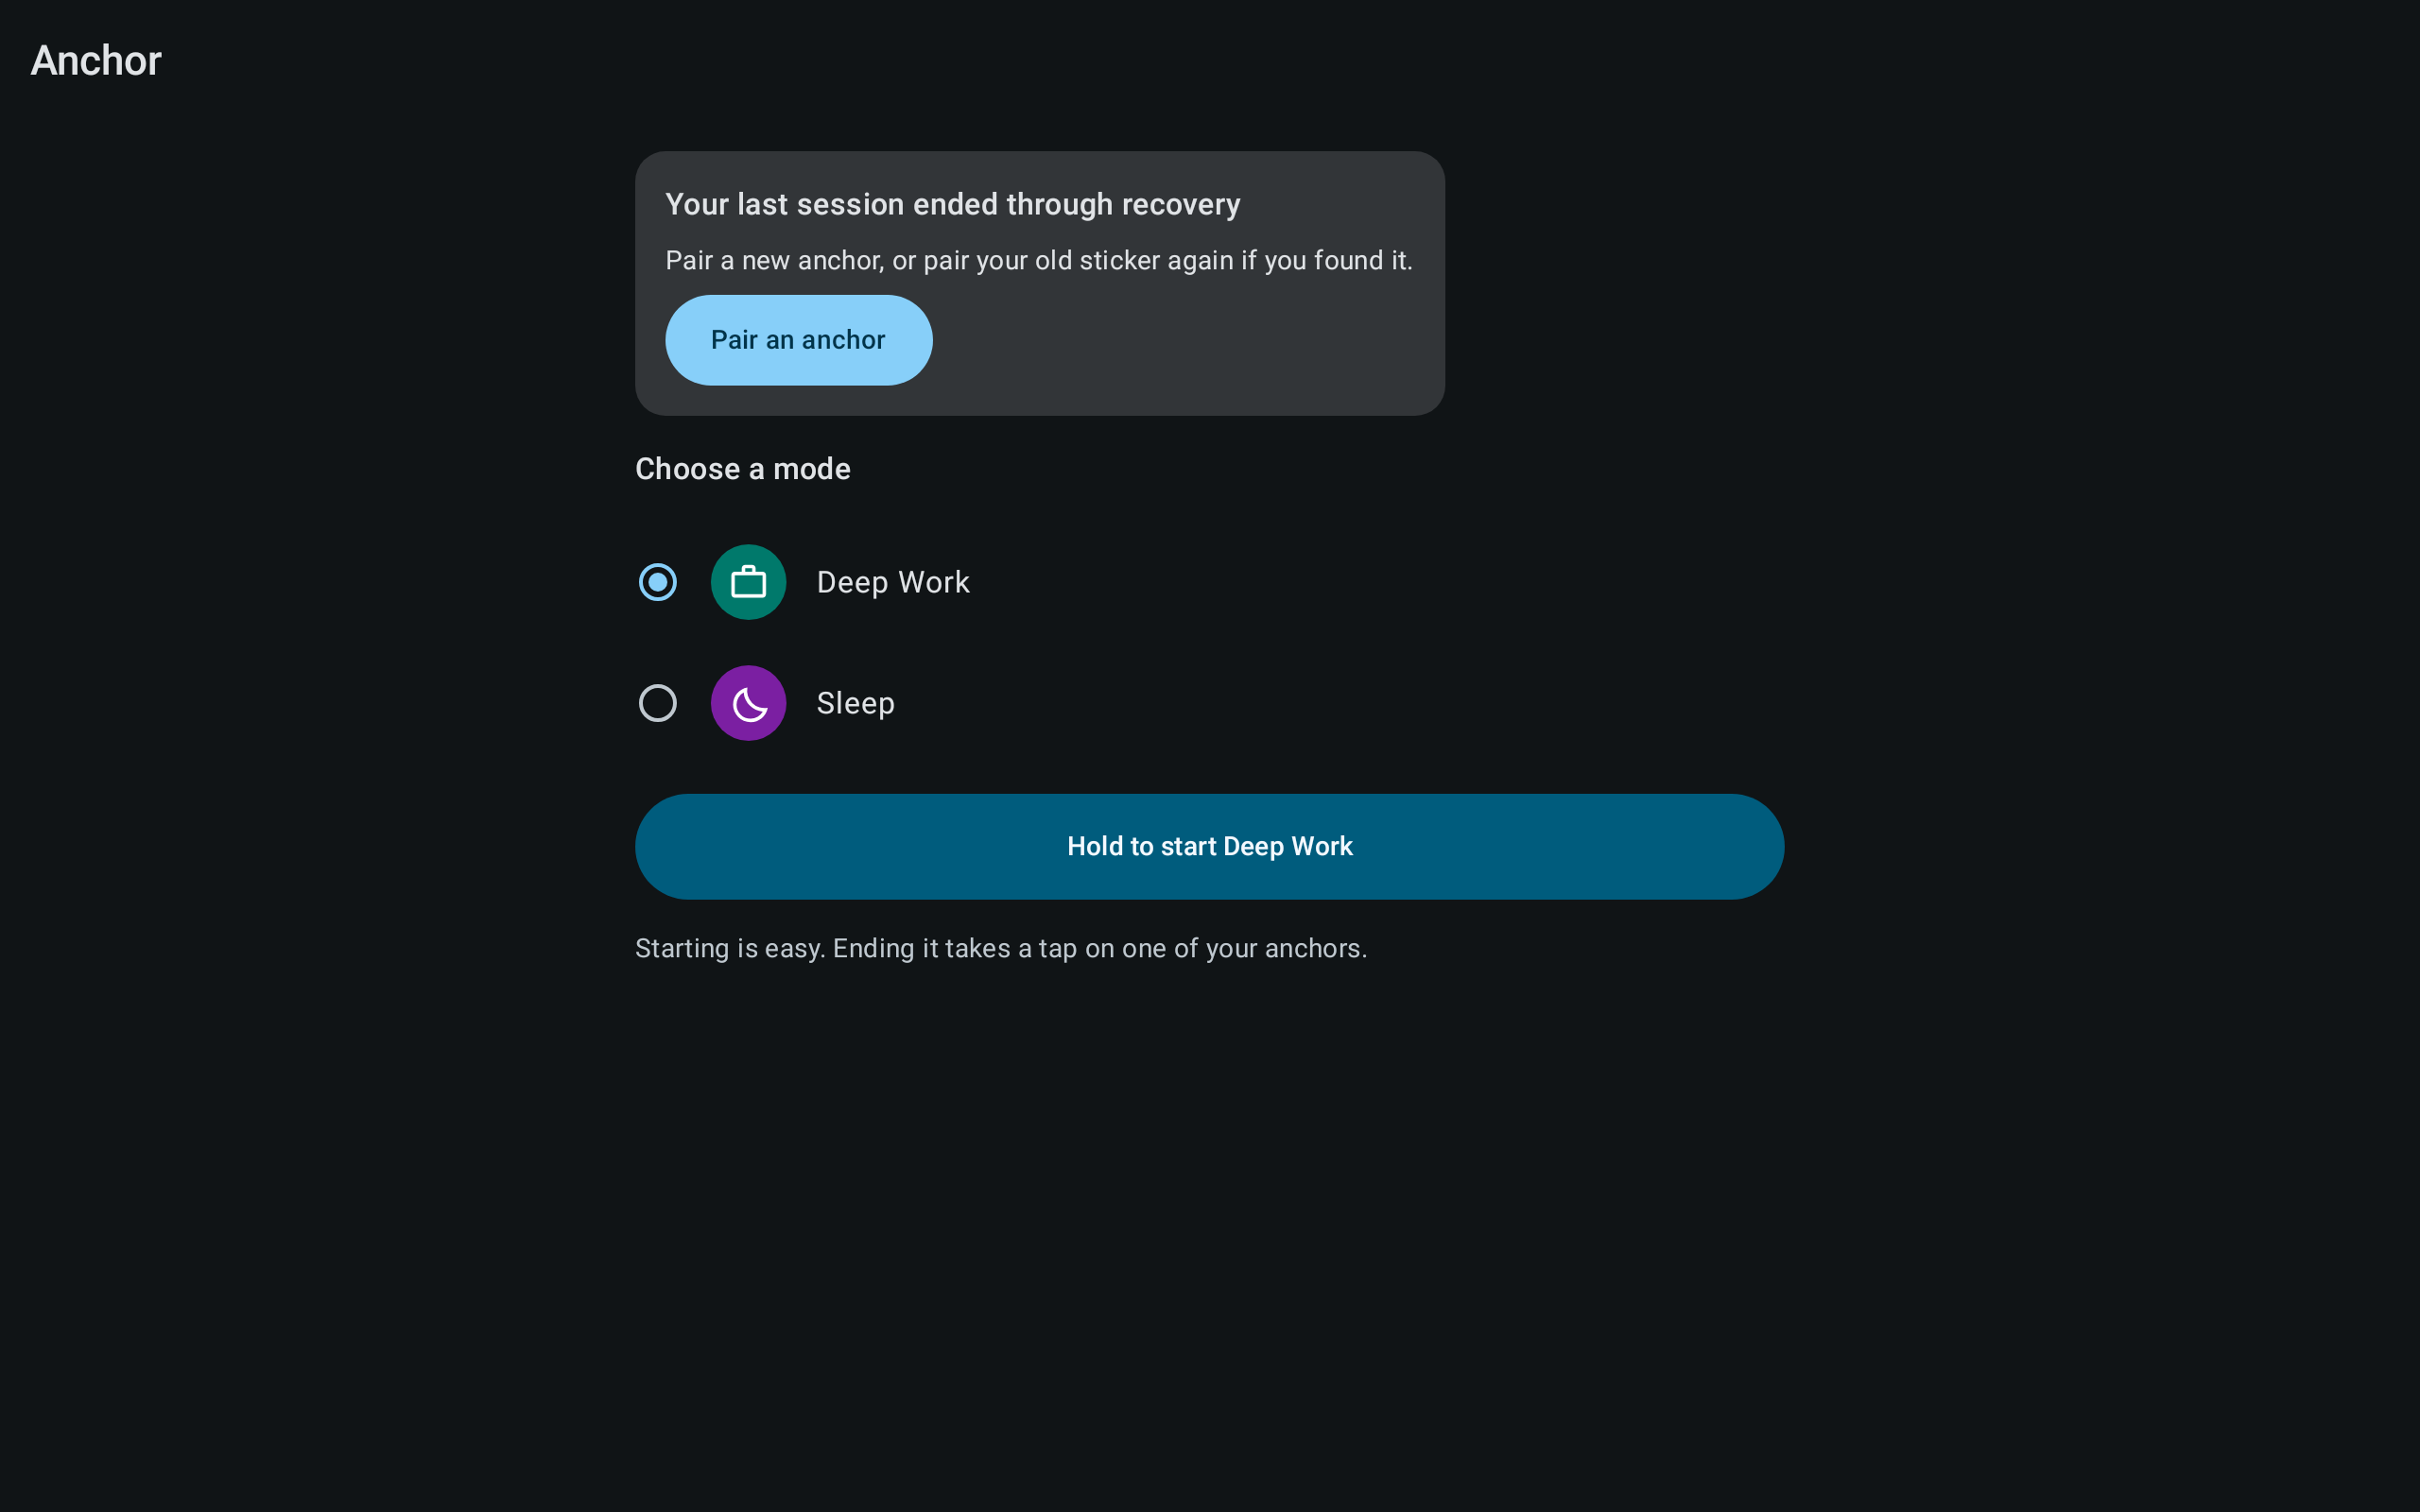 Anchor
Your last session ended through recovery
Pair a new anchor, or pair your old sticker again if you found it.
Pair an anchor
Choose a mode
Deep Work
Sleep
Hold to start Deep Work
Starting is easy. Ending it takes a tap on one of your anchors.